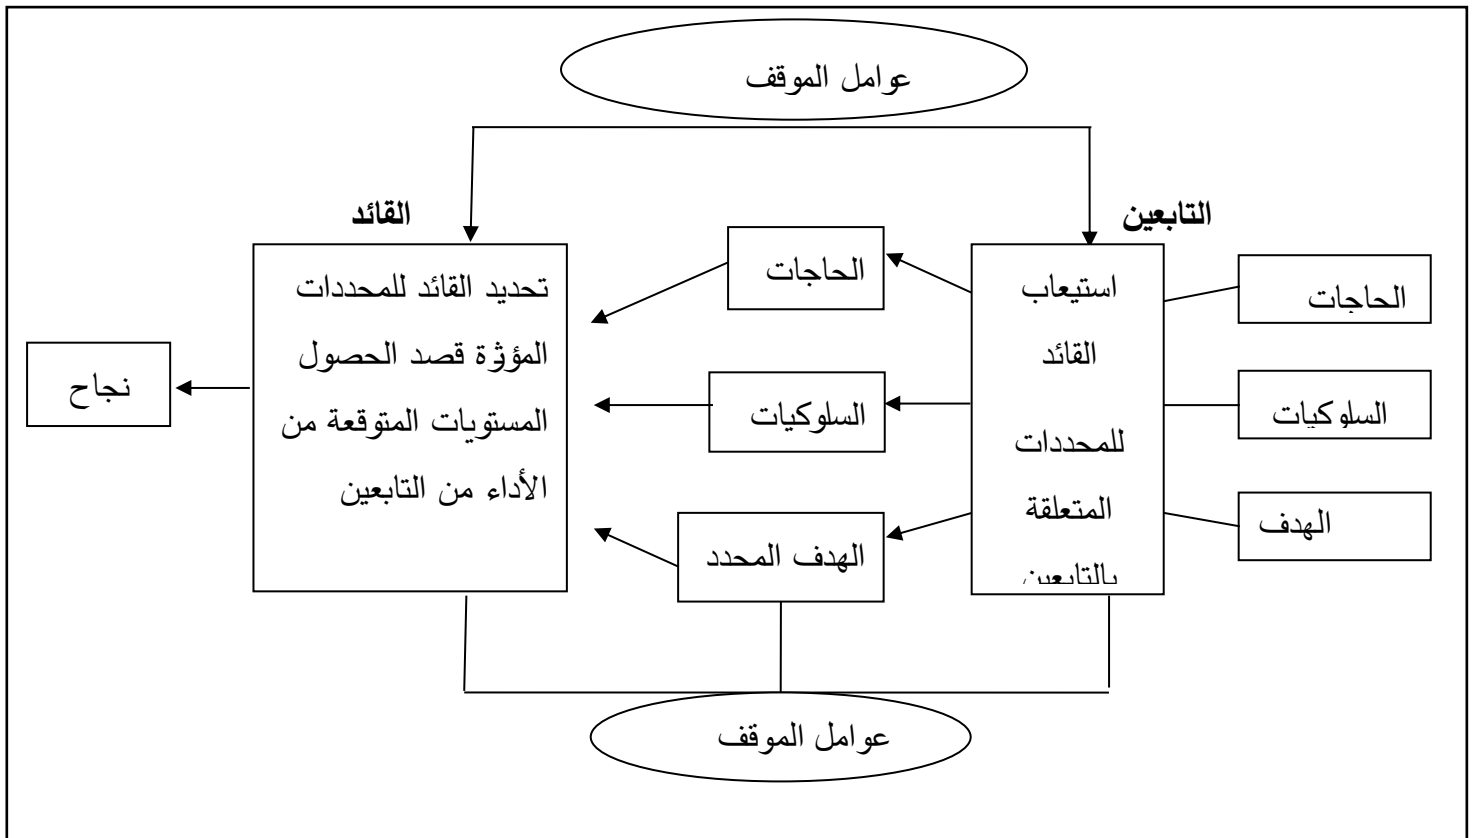 عوامل الموقف
التابعين
القائد
الحاجات
السلوكيات
الهدف
استيعاب
القائد
للمحددات
المتعلقة
بالتابعين
الحاجات
السلوكيات
الهدف المحدد
تحديد القائد للمحددات
المؤثرة قصد الحصول
المستويات المتوقعة من
الأداء من التابعين
نجاح
عوامل الموقف